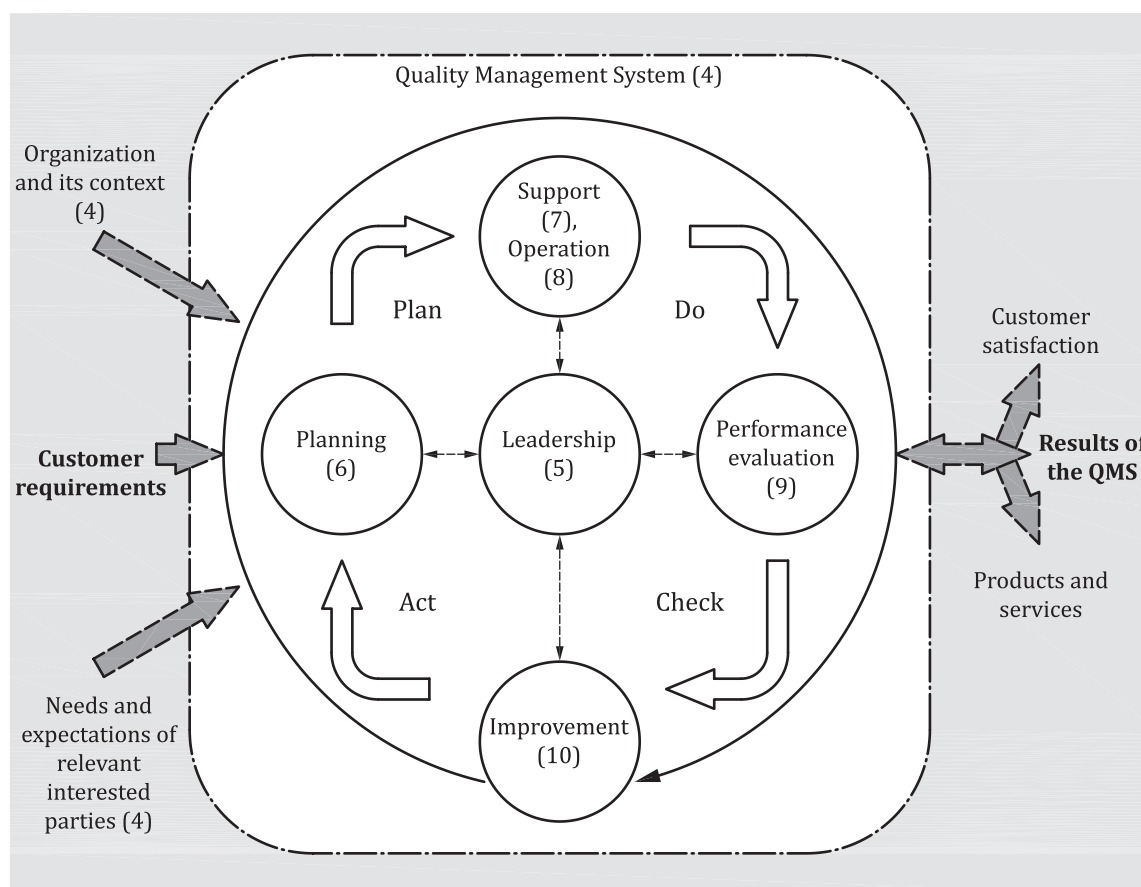 Quality Management System (4)
Organization
and its context
(4)
Support
(7),
Operation
(8)
Plan
Do
Customer
satisfaction
Planning
(6)
Leadership
(5)
Performance
evaluation
(9)
Customer
requirements
Results of
the QMS
Act
Check
Products and
services
Needs and
expectations of
relevant
interested
parties (4)
Improvement
(10)